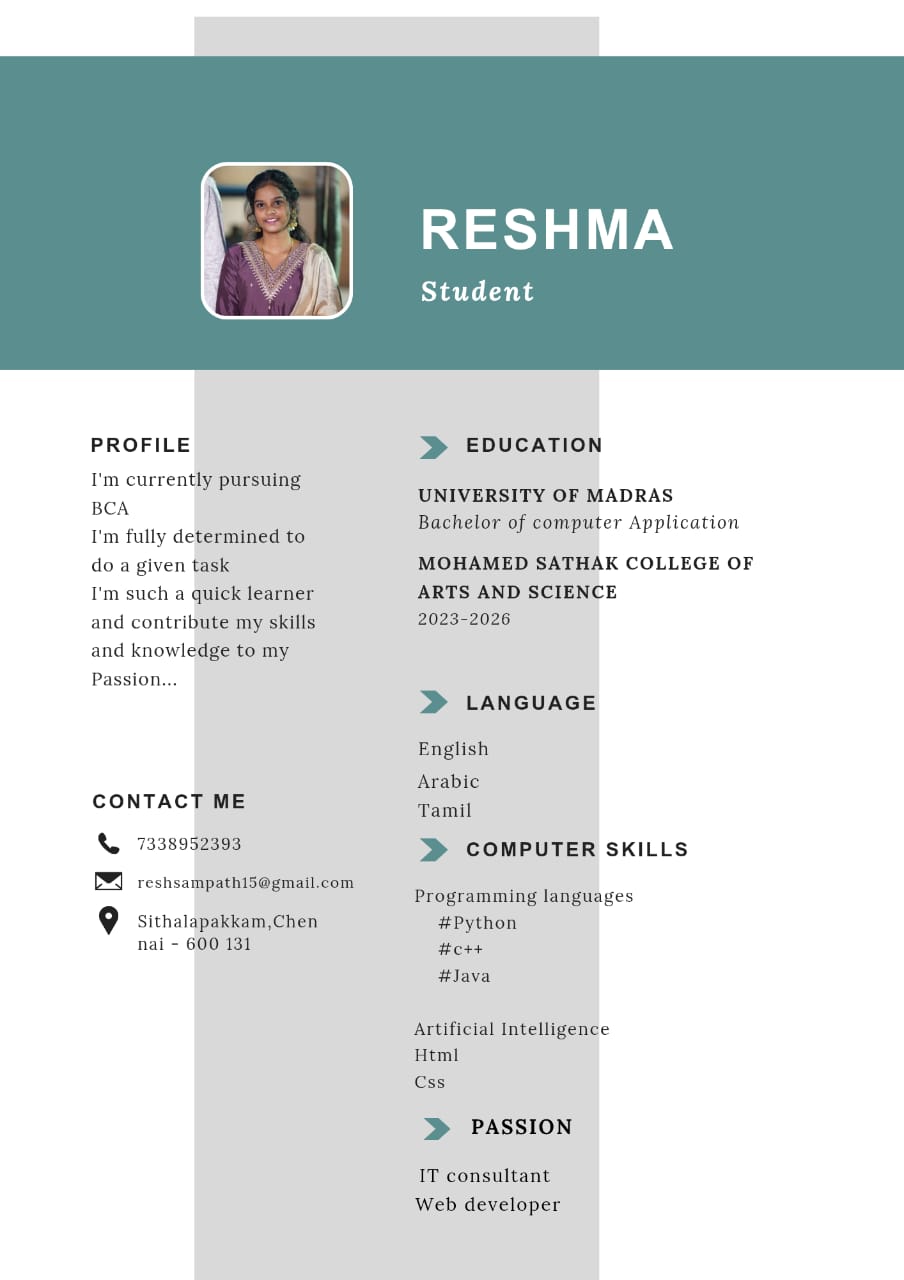 RESHMA
Student
PROFILE
I'm currently pursuing
BCA
I'm fully determined to
do a given task
I'm such a quick learner
and contribute my skills
and knowledge to my
Passion...
CONTACT ME
7338952393
reshsampath15@gmail.com
Sithalapakkam,Chen
nai - 600 131
EDUCATION
UNIVERSITY OF MADRAS
Bachelor of computer Application
MOHAMED SATHAK COLLEGE OF
ARTS AND SCIENCE
2023-2026
LANGUAGE
English
Arabic
Tamil
COMPUTER SKILLS
Programming languages
#Python
#c++
#Java
Artificial Intelligence
Html
Css
PASSION
IT consultant
Web developer